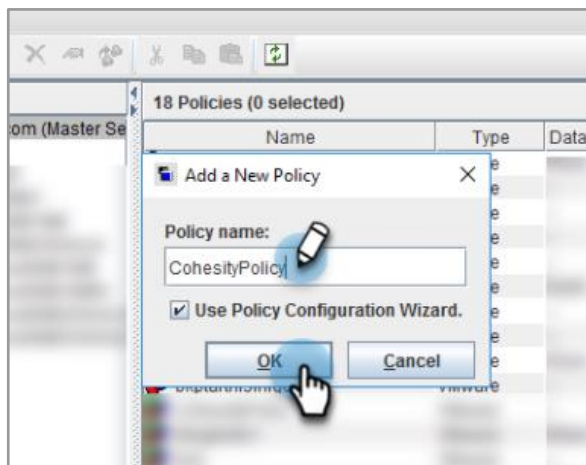 18 Policies (0 selected)
om (Master Se
Name Type Data
Add a New Policy
Policy name:
CohesityPolicy
Use Policy Configuration Wizard.
OK Cancel